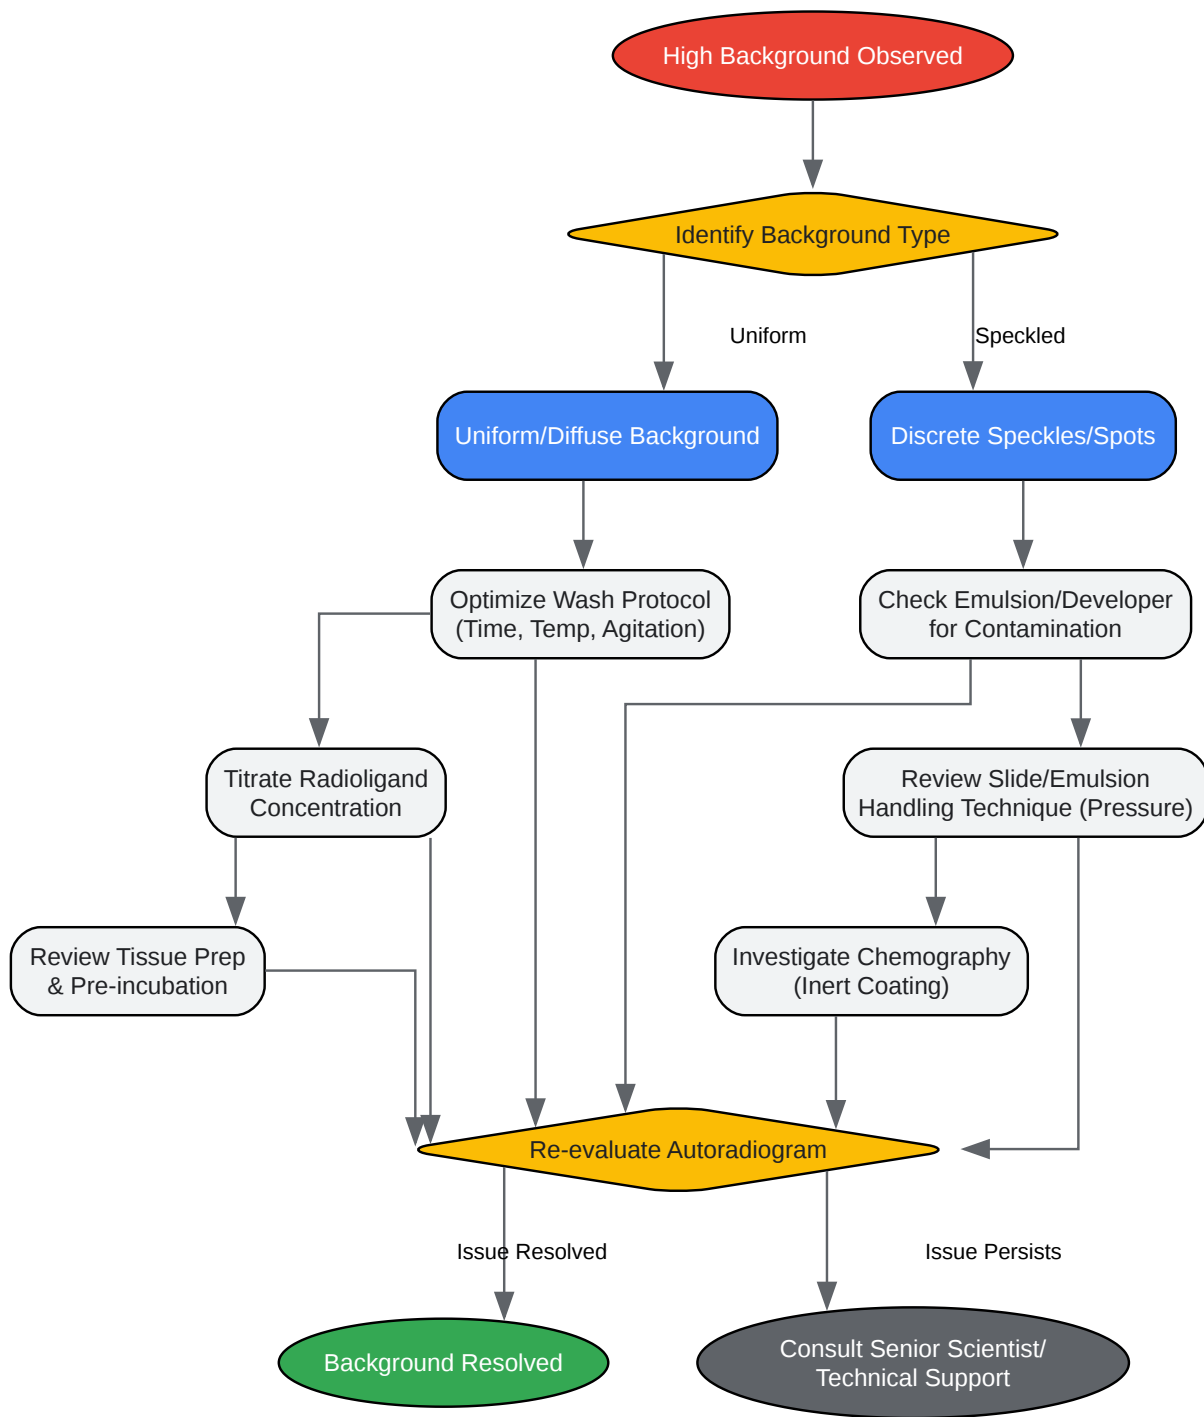 High Background Observed
Identify Background Type
Uniform
Speckled
Uniform/Diffuse Background
Discrete Speckles/Spots
Optimize Wash Protocol
(Time, Temp, Agitation)
Check Emulsion/Developer
for Contamination
Titrate Radioligand
Concentration
Review Slide/Emulsion
Handling Technique (Pressure)
Review Tissue Prep
& Pre-incubation
Investigate Chemography
(Inert Coating)
Re-evaluate Autoradiogram
Issue Resolved
Issue Persists
Background Resolved
Consult Senior Scientist/
Technical Support